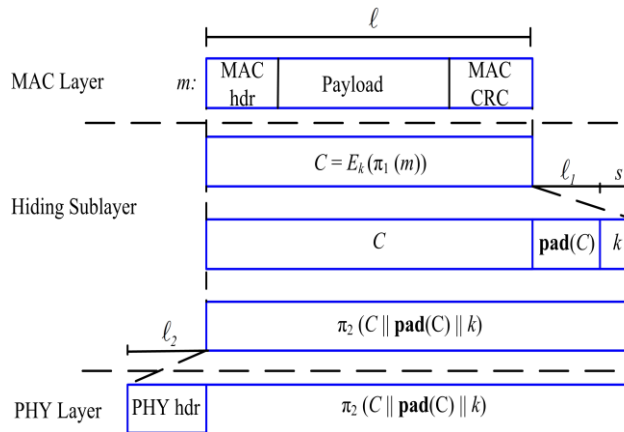 ℓ
MAC Layer m: MAC hdr Payload MAC CRC
C = E_k(π_1 (m)) ℓ_1 s
Hiding Sublayer
C pad(C) k
ℓ_2 π_2 (C || pad(C) || k)
PHY Layer PHY hdr π_2 (C || pad(C) || k)